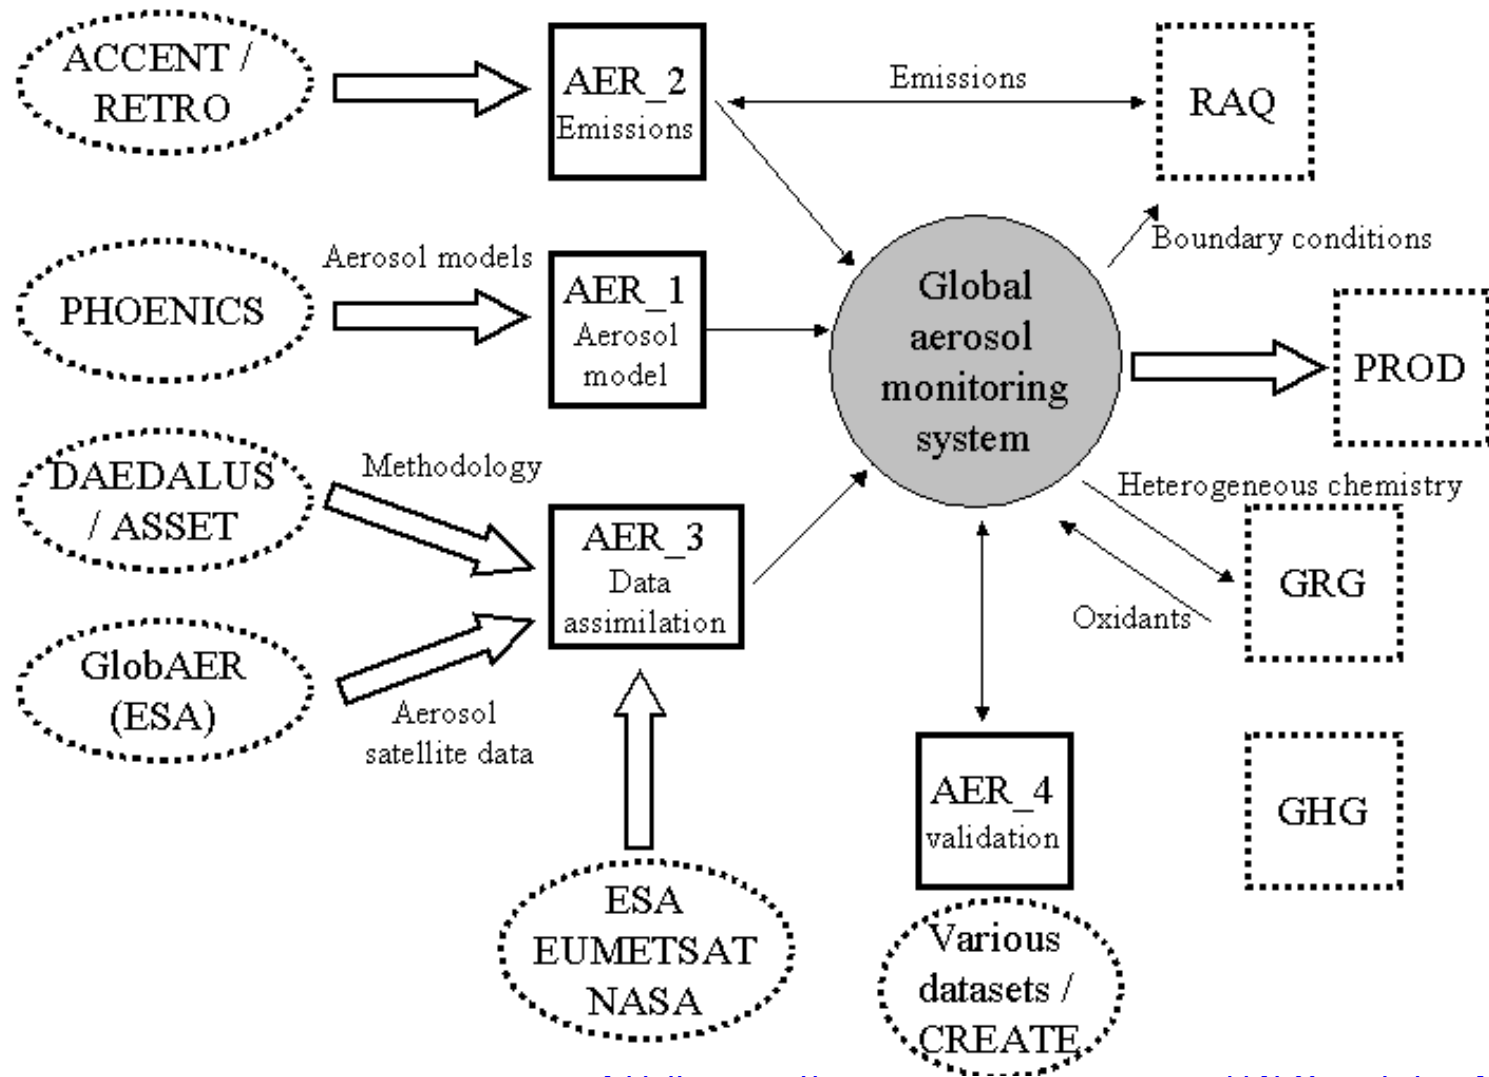 ACCENT /
RETRO
AER_2
Emissions
Emissions
RAQ
PHOENICS
Aerosol models
AER_1
Aerosol
model
Global
aerosol
monitoring
system
Boundary conditions
PROD
DAEDALUS
/ ASSET
Methodology
AER_3
Data
assimilation
Heterogeneous chemistry
GRG
Oxidants
GlobAER
(ESA)
Aerosol
satellite data
AER_4
validation
GHG
ESA
EUMETSAT
NASA
Various
datasets /
CREATE